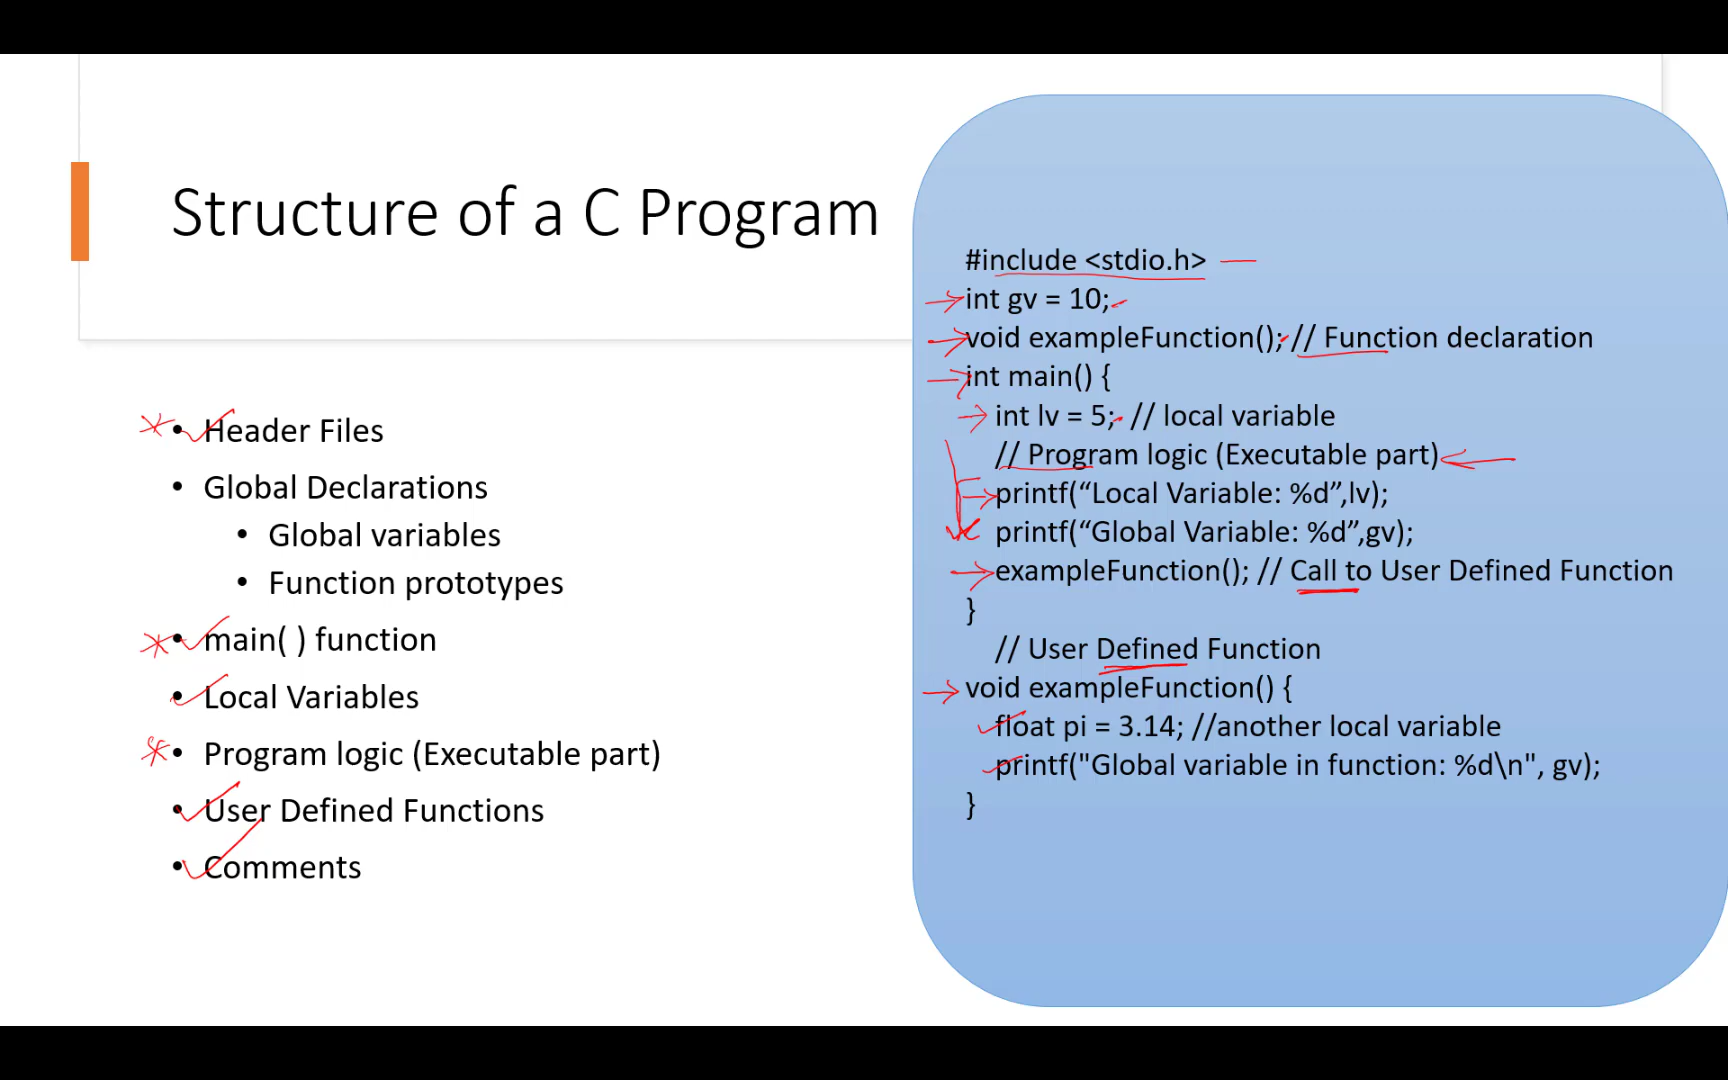 Structure of a C Program
• Header Files
• Global Declarations
• Global variables
• Function prototypes
• main( ) function
• Local Variables
• Program logic (Executable part)
• User Defined Functions
• Comments
#include <stdio.h>
int gv = 10;
void exampleFunction(); // Function declaration
int main() {
int lv = 5; // local variable
// Program logic (Executable part)
printf(“Local Variable: %d”,lv);
printf(“Global Variable: %d”,gv);
exampleFunction(); // Call to User Defined Function
}
// User Defined Function
void exampleFunction() {
float pi = 3.14; //another local variable
printf("Global variable in function: %d\n", gv);
}